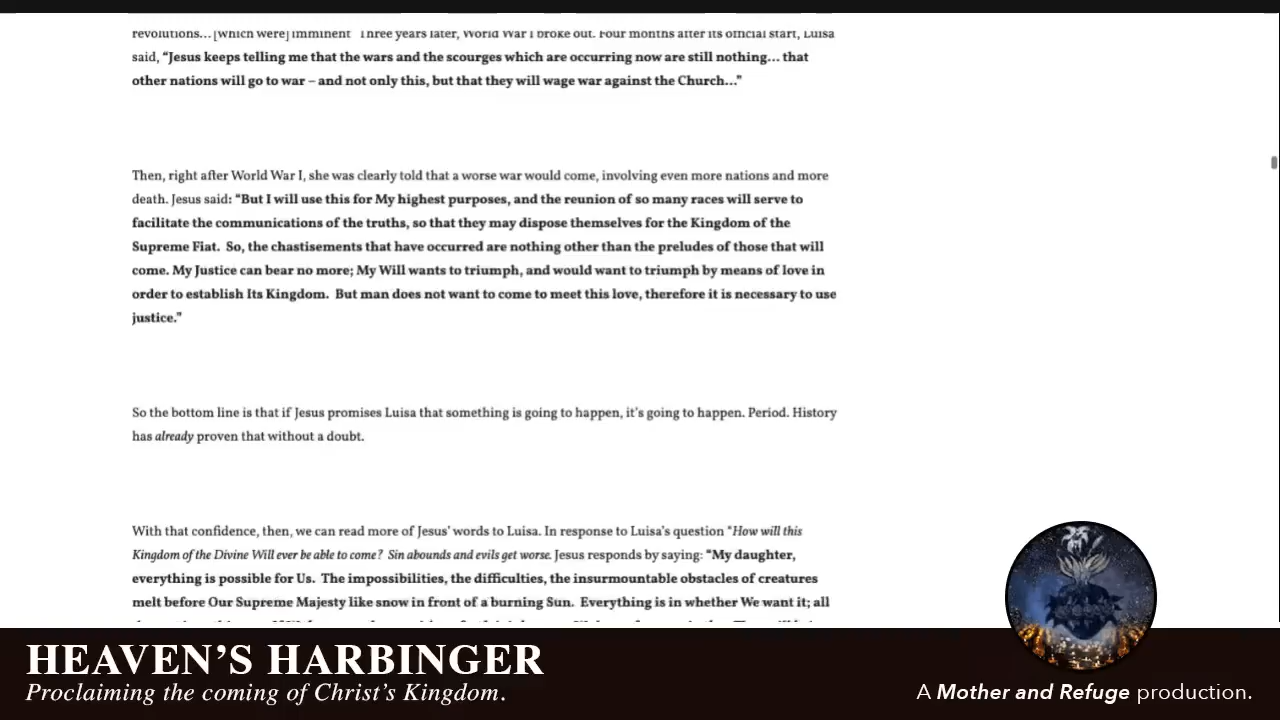 revolutions... [which were] imminent Three years later, World War I broke out. Four months after its official start, Luisa
said, “Jesus keeps telling me that the wars and the scourges which are occurring now are still nothing... that
other nations will go to war – and not only this, but that they will wage war against the Church...”
Then, right after World War I, she was clearly told that a worse war would come, involving even more nations and more
death. Jesus said: “But I will use this for My highest purposes, and the reunion of so many races will serve to
facilitate the communications of the truths, so that they may dispose themselves for the Kingdom of the
Supreme Fiat. So, the chastisements that have occurred are nothing other than the preludes of those that will
come. My Justice can bear no more; My Will wants to triumph, and would want to triumph by means of love in
order to establish Its Kingdom. But man does not want to come to meet this love, therefore it is necessary to use
justice.”
So the bottom line is that if Jesus promises Luisa that something is going to happen, it's going to happen. Period. History
has already proven that without a doubt.
With that confidence, then, we can read more of Jesus' words to Luisa. In response to Luisa's question “How will this
Kingdom of the Divine Will ever be able to come? Sin abounds and evils get worse. Jesus responds by saying: “My daughter,
everything is possible for Us. The impossibilities, the difficulties, the insurmountable obstacles of creatures
melt before Our Supreme Majesty like snow in front of a burning Sun. Everything is in whether We want it; all
HEAVEN'S HARBINGER
Proclaiming the coming of Christ's Kingdom.
A Mother and Refuge production.